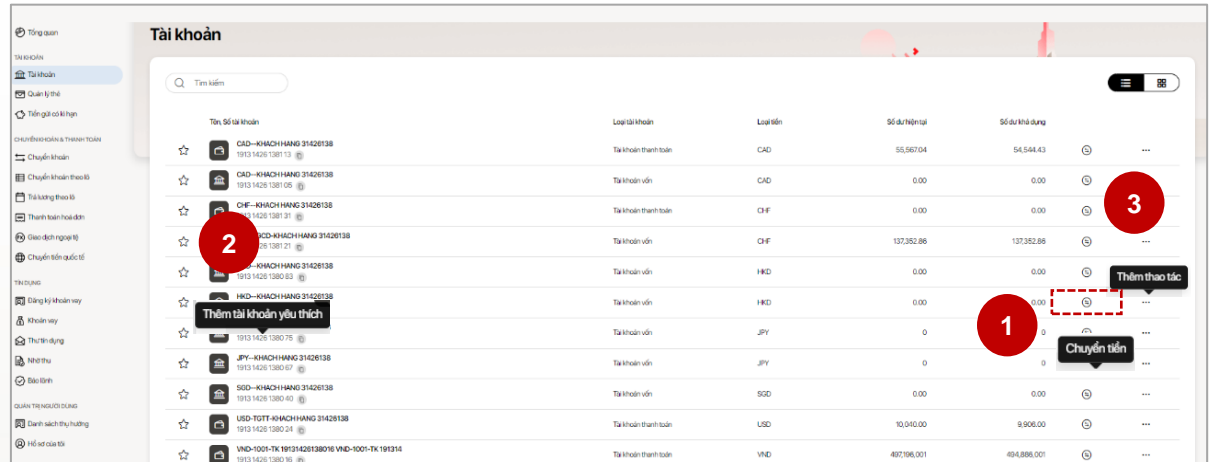 Tổng quan
TÀI KHOẢN
Tài khoản
Quản lý thẻ
Tiền gửi có kì hạn
CHUYỂN KHOẢN & THANH TOÁN
Chuyển khoản
Chuyển khoản theo lô
Trả lương theo lô
Thanh toán hoá đơn
Giao dịch ngoại tệ
Chuyển tiền quốc tế
TÍN DỤNG
Đăng ký khoản vay
Khoản vay
Thư tín dụng
Nhờ thu
Bảo lãnh
QUẢN TRỊ NGƯỜI DÙNG
Danh sách thụ hưởng
Hồ sơ của tôi
Tài khoản
Tìm kiếm
Tên, Số tài khoản Loại tài khoản Loại tiền Số dư hiện tại Số dư khả dụng
CAD---KHACH HANG 31426138
1913 1426 1381 13
Tài khoản thanh toán CAD 55,567.04 54,544.43
CAD---KHACH HANG 31426138
1913 1426 1381 05
Tài khoản vốn CAD 0.00 0.00
CHF---KHACH HANG 31426138
1913 1426 1381 31
Tài khoản thanh toán CHF 0.00 0.00
3
2
GCD-KHACH HANG 31426138
1426 1381 21
Tài khoản vốn CHF 137,352.86 137,352.86
KHACH HANG 31426138
1913 1426 1380 83
Tài khoản vốn HKD 0.00 0.00
Thêm thao tác
HKD---KHACH HANG 31426138
Tài khoản vốn HKD 0.00 0.00
Thêm tài khoản yêu thích
1
1913 1426 1380 75
Tài khoản vốn JPY 0 0
Chuyển tiền
JPY---KHACH HANG 31426138
1913 1426 1380 67
Tài khoản vốn JPY 0 0
SGD---KHACH HANG 31426138
1913 1426 1380 40
Tài khoản vốn SGD 0.00 0.00
USD-TGTT-KHACH HANG 31426138
1913 1426 1380 24
Tài khoản thanh toán USD 10,040.00 9,906.00
VND-1001-TK 19131426138016 VND-1001-TK 191314
1913 1426 1380 16
Tài khoản thanh toán VND 497,196,001 494,886,001